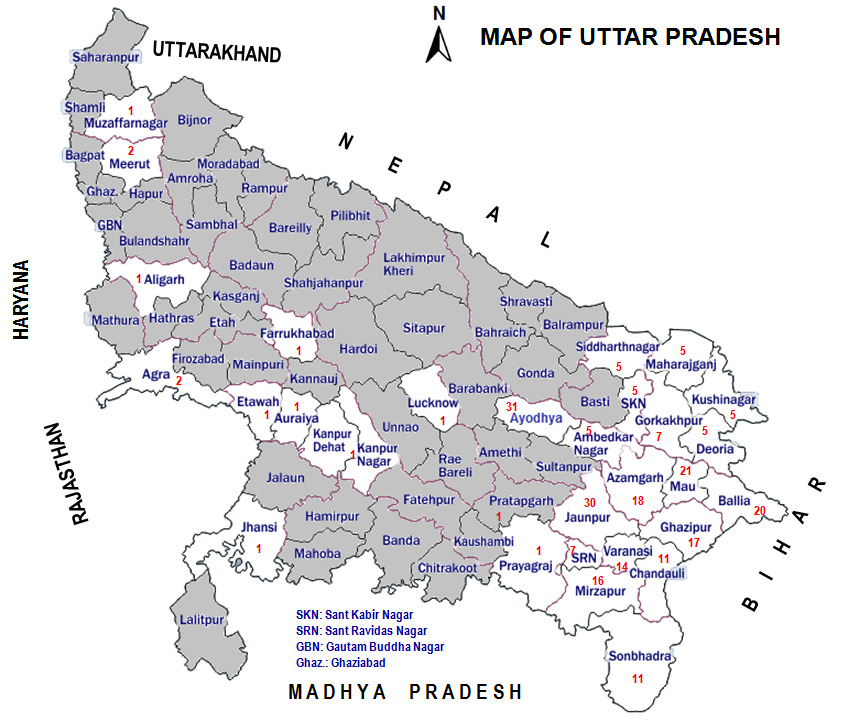 N
MAP OF UTTAR PRADESH
UTTARAKHAND
Saharanpur
Shamli
1
Muzaffarnagar
Bijnor
NEPAL
Bagpat
2
Meerut
Moradabad
Amroha
Rampur
Ghaz.
Hapur
Pilibhit
GBN
Sambhal
Bareilly
Bulandshahr
Lakhimpur
Kheri
Badaun
HARYANA
1
Aligarh
Shahjahanpur
Kasganj
Shravasti
Mathura
Hathras
Etah
Farrukhabad
1
Sitapur
Bahraich
Balrampur
Siddharthnagar
5
5
Maharajganj
Hardoi
Firozabad
Mainpuri
Agra
2
Kannauj
Gonda
Barabanki
Basti
5
SKN
Kushinagar
5
Etawah
1
1
Auraiya
Lucknow
1
31
Ayodhya
Gorkakhpur
7
5
Deoria
Unnao
5
Ambedkar
Nagar
Kanpur
Dehat
1
Kanpur
Nagar
Rae
Bareli
Amethi
Sultanpur
RAJASTHAN
Jalaun
Azamgarh
18
21
Mau
Ballia
20
BIHAR
Fatehpur
Pratapgarh
1
30
Jaunpur
Jhansi
1
Hamirpur
Ghazipur
17
Mahoba
Banda
Kaushambi
1
Prayagraj
7
SRN
Varanasi
14
11
Chandauli
Chitrakoot
16
Mirzapur
Lalitpur
SKN: Sant Kabir Nagar
SRN: Sant Ravidas Nagar
GBN: Gautam Buddha Nagar
Ghaz.: Ghaziabad
Sonbhadra
11
MADHYA PRADESH